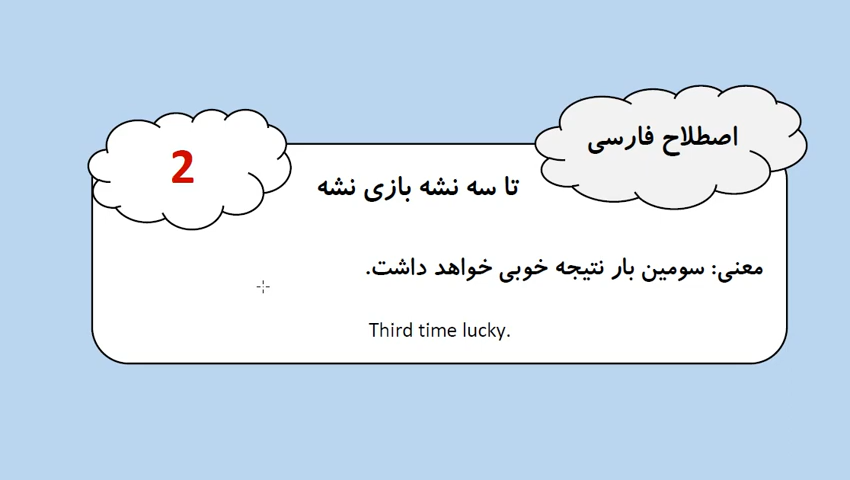 اصطلاح فارسی
2
تا سه نشه بازی نشه
معنی: سومین بار نتیجه خوبی خواهد داشت.
Third time lucky.